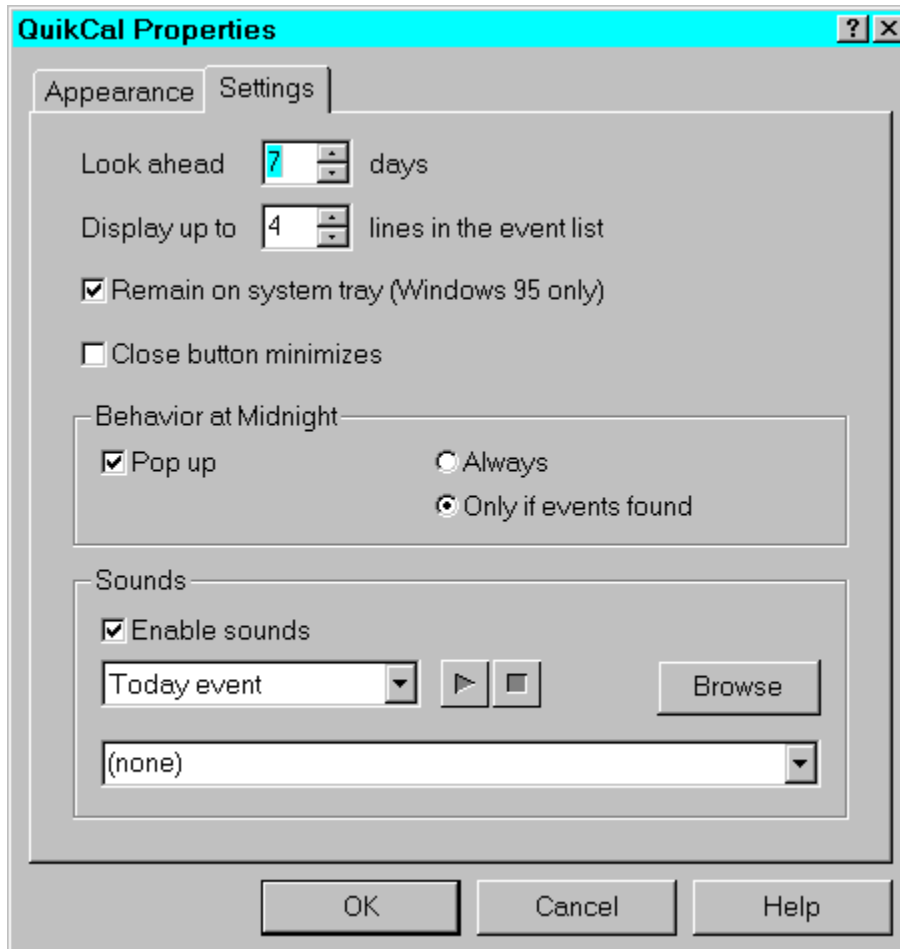 QuikCal Properties
Appearance Settings
Look ahead 7 days
Display up to 4 lines in the event list
Remain on system tray (Windows 95 only)
Close button minimizes
Behavior at Midnight
Pop up Always
Only if events found
Sounds
Enable sounds
Today event Browse
(none)
OK Cancel Help